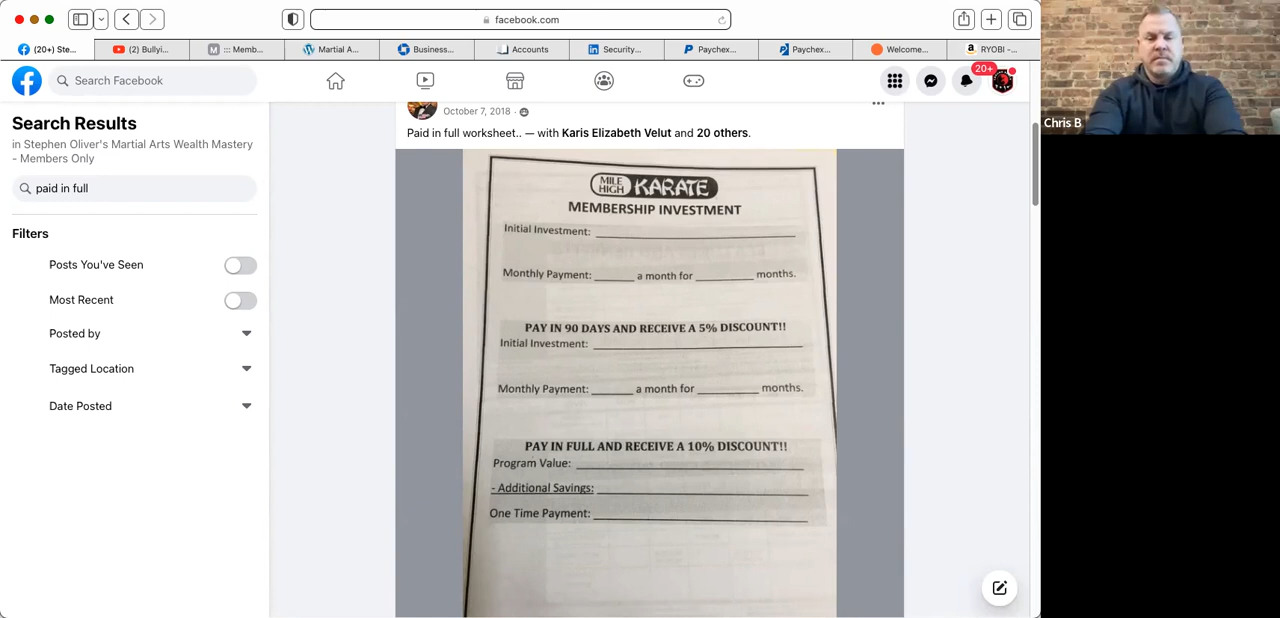 facebook.com
(20+) Ste...
(2) Bullyi...
::: Memb...
Martial A...
Business...
Accounts
Security...
Paychex...
Paychex...
Welcome...
RYOBI -...
Search Facebook
20+
Search Results
in Stephen Oliver's Martial Arts Wealth Mastery
- Members Only
paid in full
Filters
Posts You've Seen
Most Recent
Posted by
Tagged Location
Date Posted
October 7, 2018 ·
Paid in full worksheet.. — with Karis Elizabeth Velut and 20 others.
MILE HIGH KARATE
MEMBERSHIP INVESTMENT
Initial Investment:
Monthly Payment: ______ a month for ________ months.
PAY IN 90 DAYS AND RECEIVE A 5% DISCOUNT!!
Initial Investment:
Monthly Payment: ______ a month for ________ months.
PAY IN FULL AND RECEIVE A 10% DISCOUNT!!
Program Value:
- Additional Savings:
One Time Payment:
Chris B